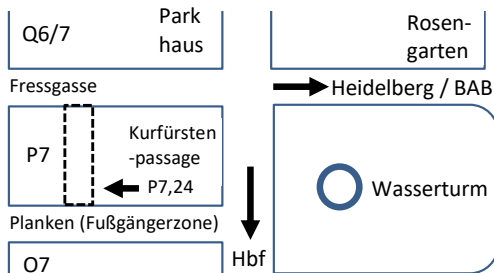 Q6/7
Park
haus
Rosen-
garten
Fressgasse
Heidelberg / BAB
P7
Kurfürsten
-passage
P7,24
Wasserturm
Planken (Fußgängerzone)
Hbf
O7